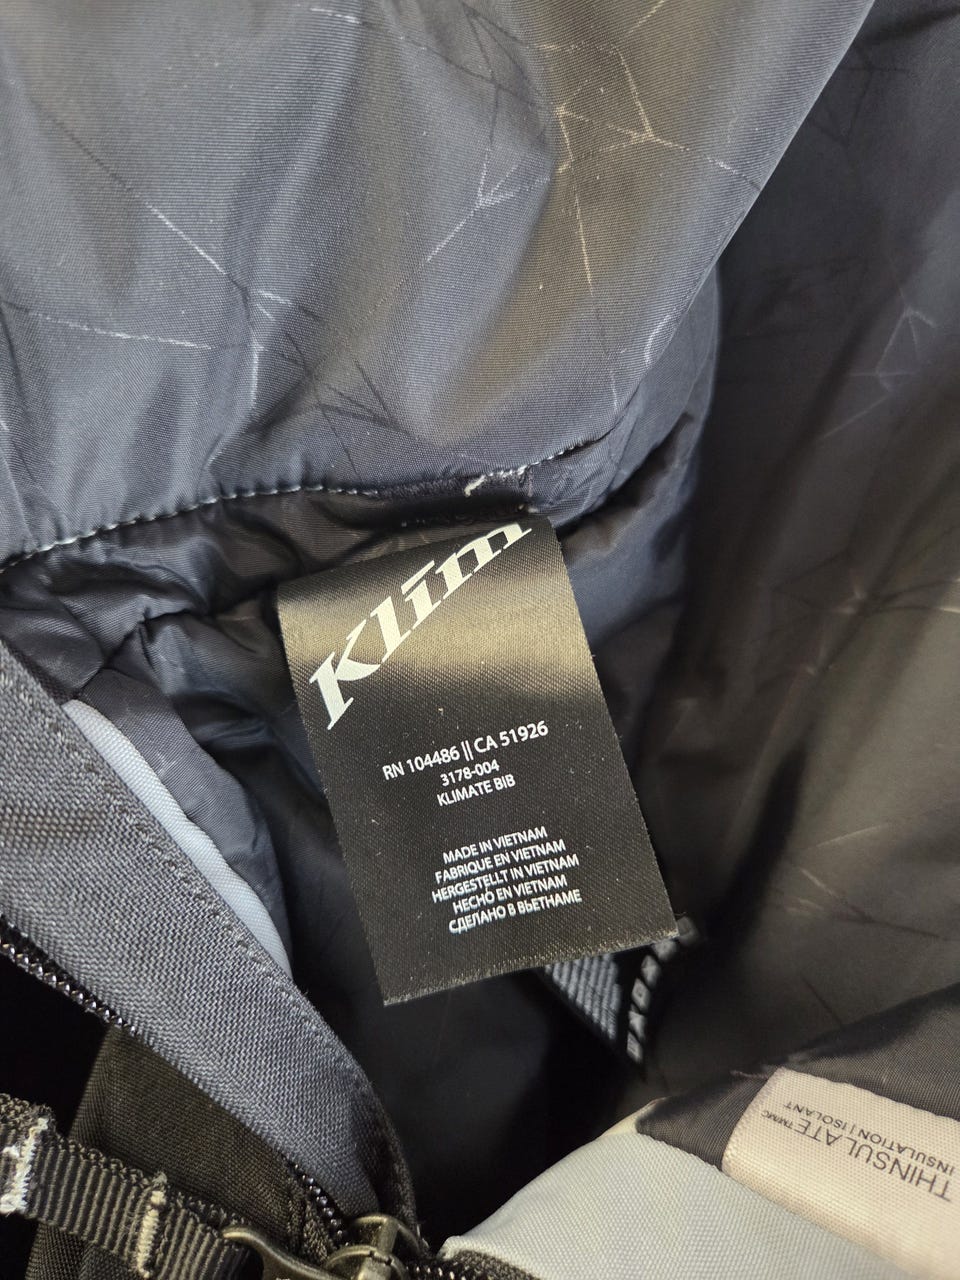 Klim
RN 104486 || CA 51926
3178-004
KLIMATE BIB
MADE IN VIETNAM
FABRIQUE EN VIETNAM
HERGESTELLT IN VIETNAM
HECHO EN VIETNAM
СДЕЛАНО В ВЬЕТНАМЕ
THINSULATE™MC
INSULATION | ISOLANT